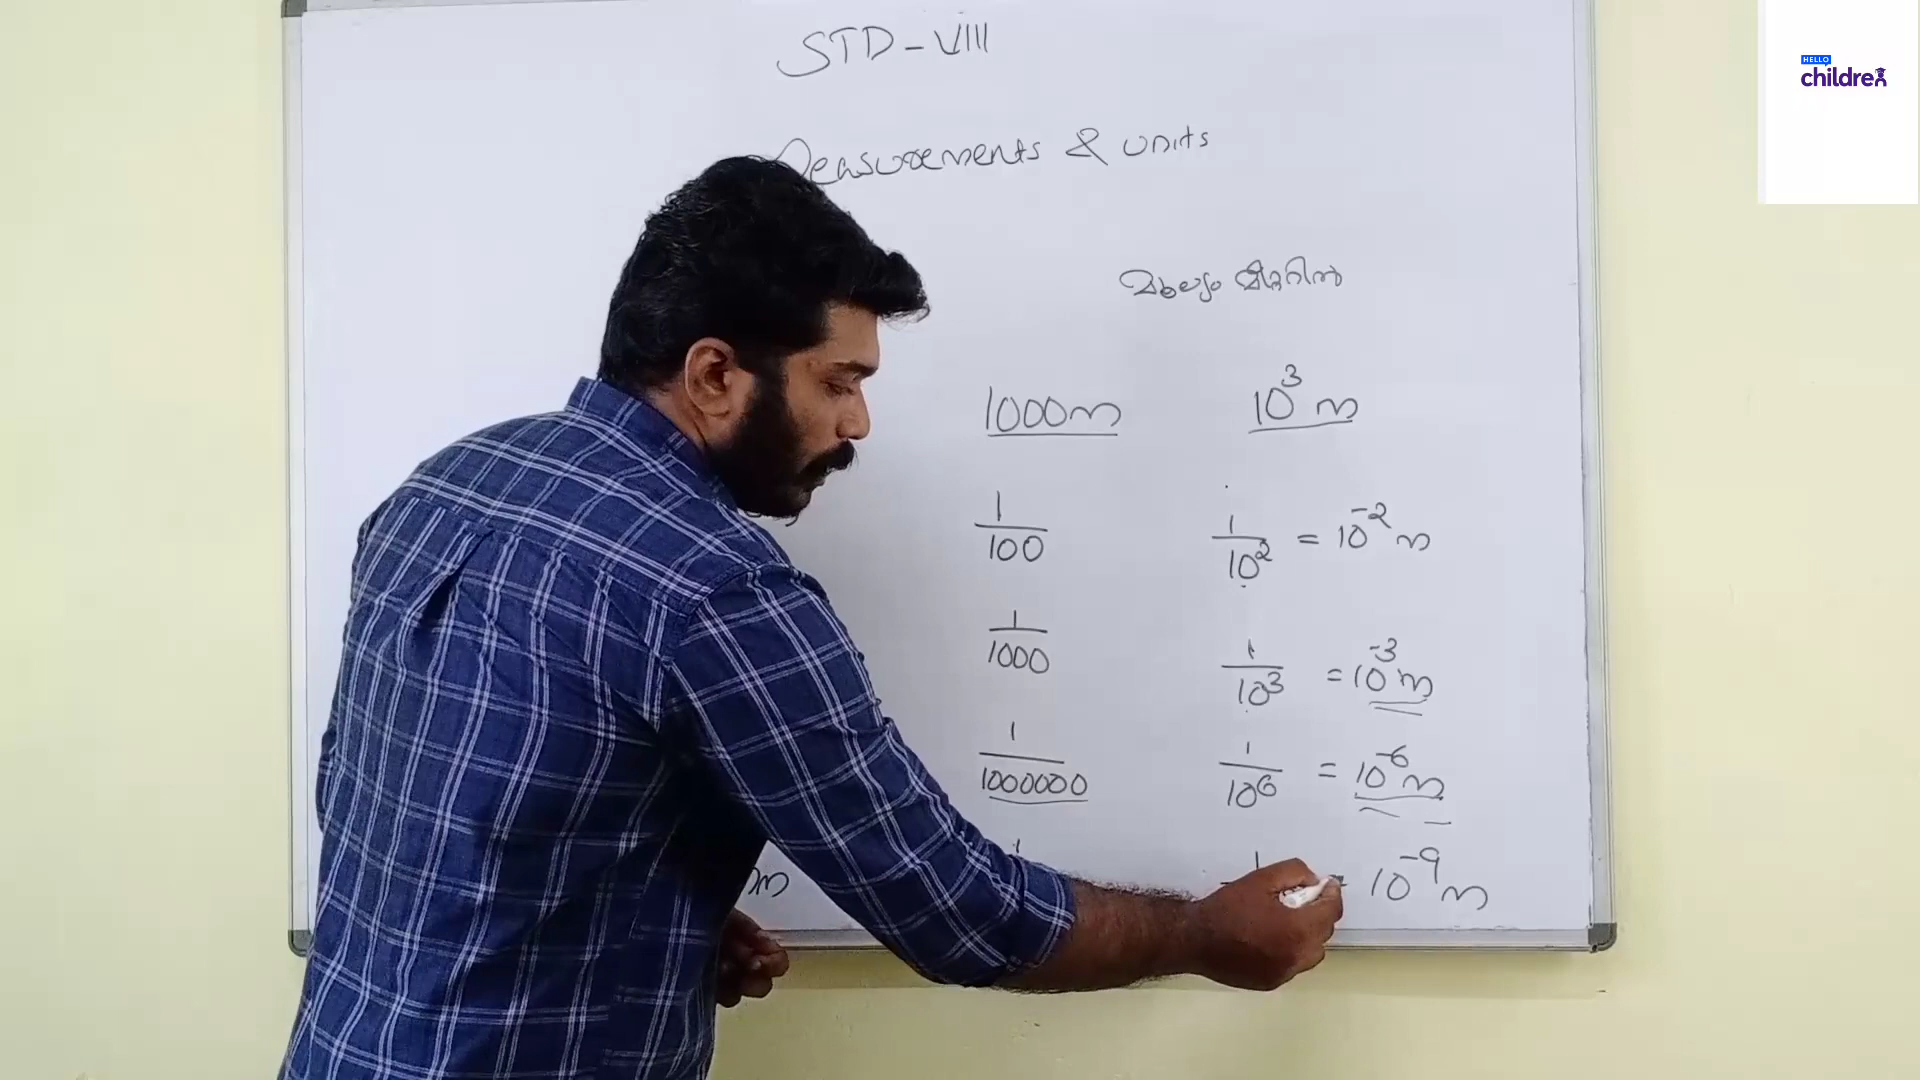 HELLO
childreN
STD - VIII
Measurements & units
മൂല്യം മീറ്ററിൽ
1000m 10³ m
1/100 1/10² = 10⁻² m
1/1000 1/10³ = 10⁻³ m
1/1000000 1/10⁶ = 10⁻⁶ m
= 10⁻⁹ m